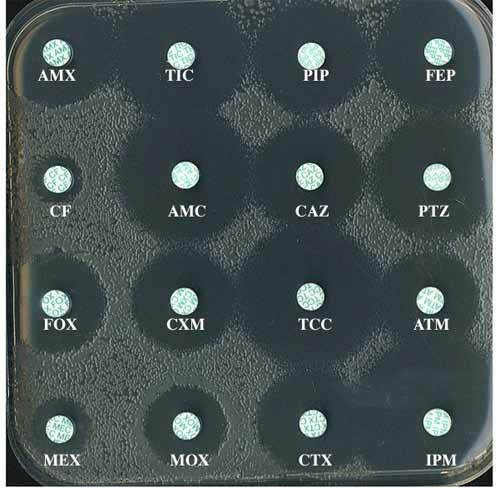 AMX TIC PIP FEP
CF AMC CAZ PTZ
FOX CXM TCC ATM
MEX MOX CTX IPM